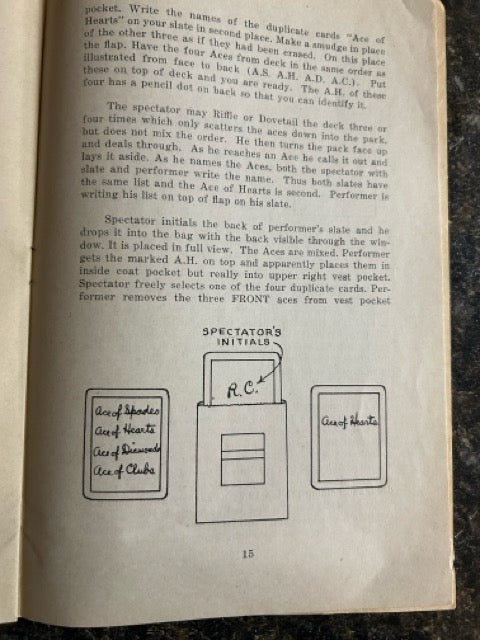 pocket. Write the names of the duplicate cards "Ace of
Hearts" on your slate in second place. Make a smudge in place
of the other three as if they had been erased. On this place
the flap. Have the four Aces from deck in the same order as
illustrated from face to back (A.S. A.H. A.D. A.C.). Put
these on top of deck and you are ready. The A.H. of these
four has a pencil dot on back so that you can identify it.
The spectator may Riffle or Dovetail the deck three or
four times which only scatters the aces down into the pack,
but does not mix the order. He then turns the pack face up
and deals through. As he reaches an Ace he calls it out and
lays it aside. As he names the Aces, both the spectator with
slate and performer write the name. Thus both slates have
the same list and the Ace of Hearts is second. Performer is
writing his list on top of flap on his slate.
Spectator initials the back of performer's slate and he
drops it into the bag with the back visible through the win-
dow. It is placed in full view. The Aces are mixed. Performer
gets the marked A.H. on top and apparently places them in
inside coat pocket but really into upper right vest pocket.
Spectator freely selects one of the four duplicate cards. Per-
former removes the three FRONT aces from vest pocket
SPECTATOR'S
INITIALS
R.C.
Ace of Spades
Ace of Hearts
Ace of Diamonds
Ace of Clubs
Ace of Hearts
15